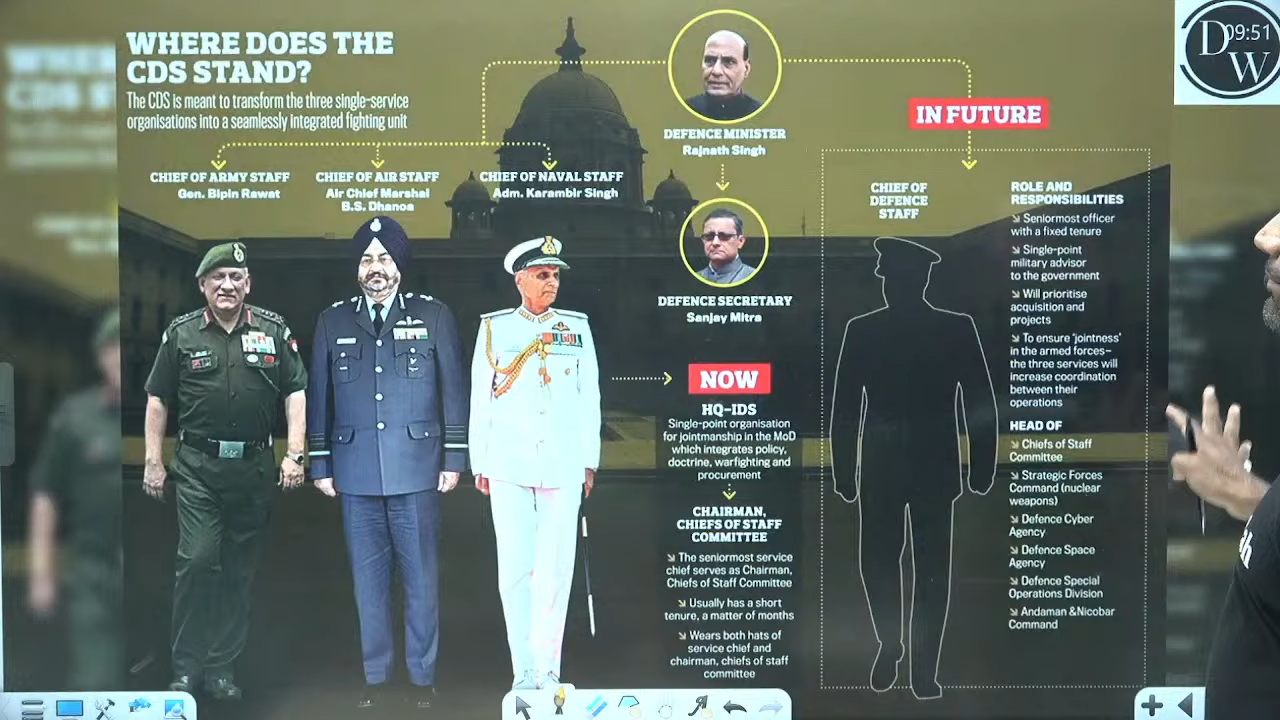 WHERE DOES THE
CDS STAND?
The CDS is meant to transform the three single-service
organisations into a seamlessly integrated fighting unit
CHIEF OF ARMY STAFF
Gen. Bipin Rawat
CHIEF OF AIR STAFF
Air Chief Marshal
B.S. Dhanoa
CHIEF OF NAVAL STAFF
Adm. Karambir Singh
DEFENCE MINISTER
Rajnath Singh
DEFENCE SECRETARY
Sanjay Mitra
NOW
HQ-IDS
Single-point organisation
for jointmanship in the MoD
which integrates policy,
doctrine, warfighting and
procurement
CHAIRMAN,
CHIEFS OF STAFF
COMMITTEE
The seniormost service
chief serves as Chairman,
Chiefs of Staff Committee
Usually has a short
tenure, a matter of months
Wears both hats of
service chief and
chairman, chiefs of staff
committee
IN FUTURE
CHIEF OF
DEFENCE
STAFF
ROLE AND
RESPONSIBILITIES
Seniormost officer
with a fixed tenure
Single-point
military advisor
to the government
Will prioritise
acquisition and
projects
To ensure 'jointness'
in the armed forces–
the three services will
increase coordination
between their
operations
HEAD OF
Chiefs of Staff
Committee
Strategic Forces
Command (nuclear
weapons)
Defence Cyber
Agency
Defence Space
Agency
Defence Special
Operations Division
Andaman &Nicobar
Command
09:51
D
W